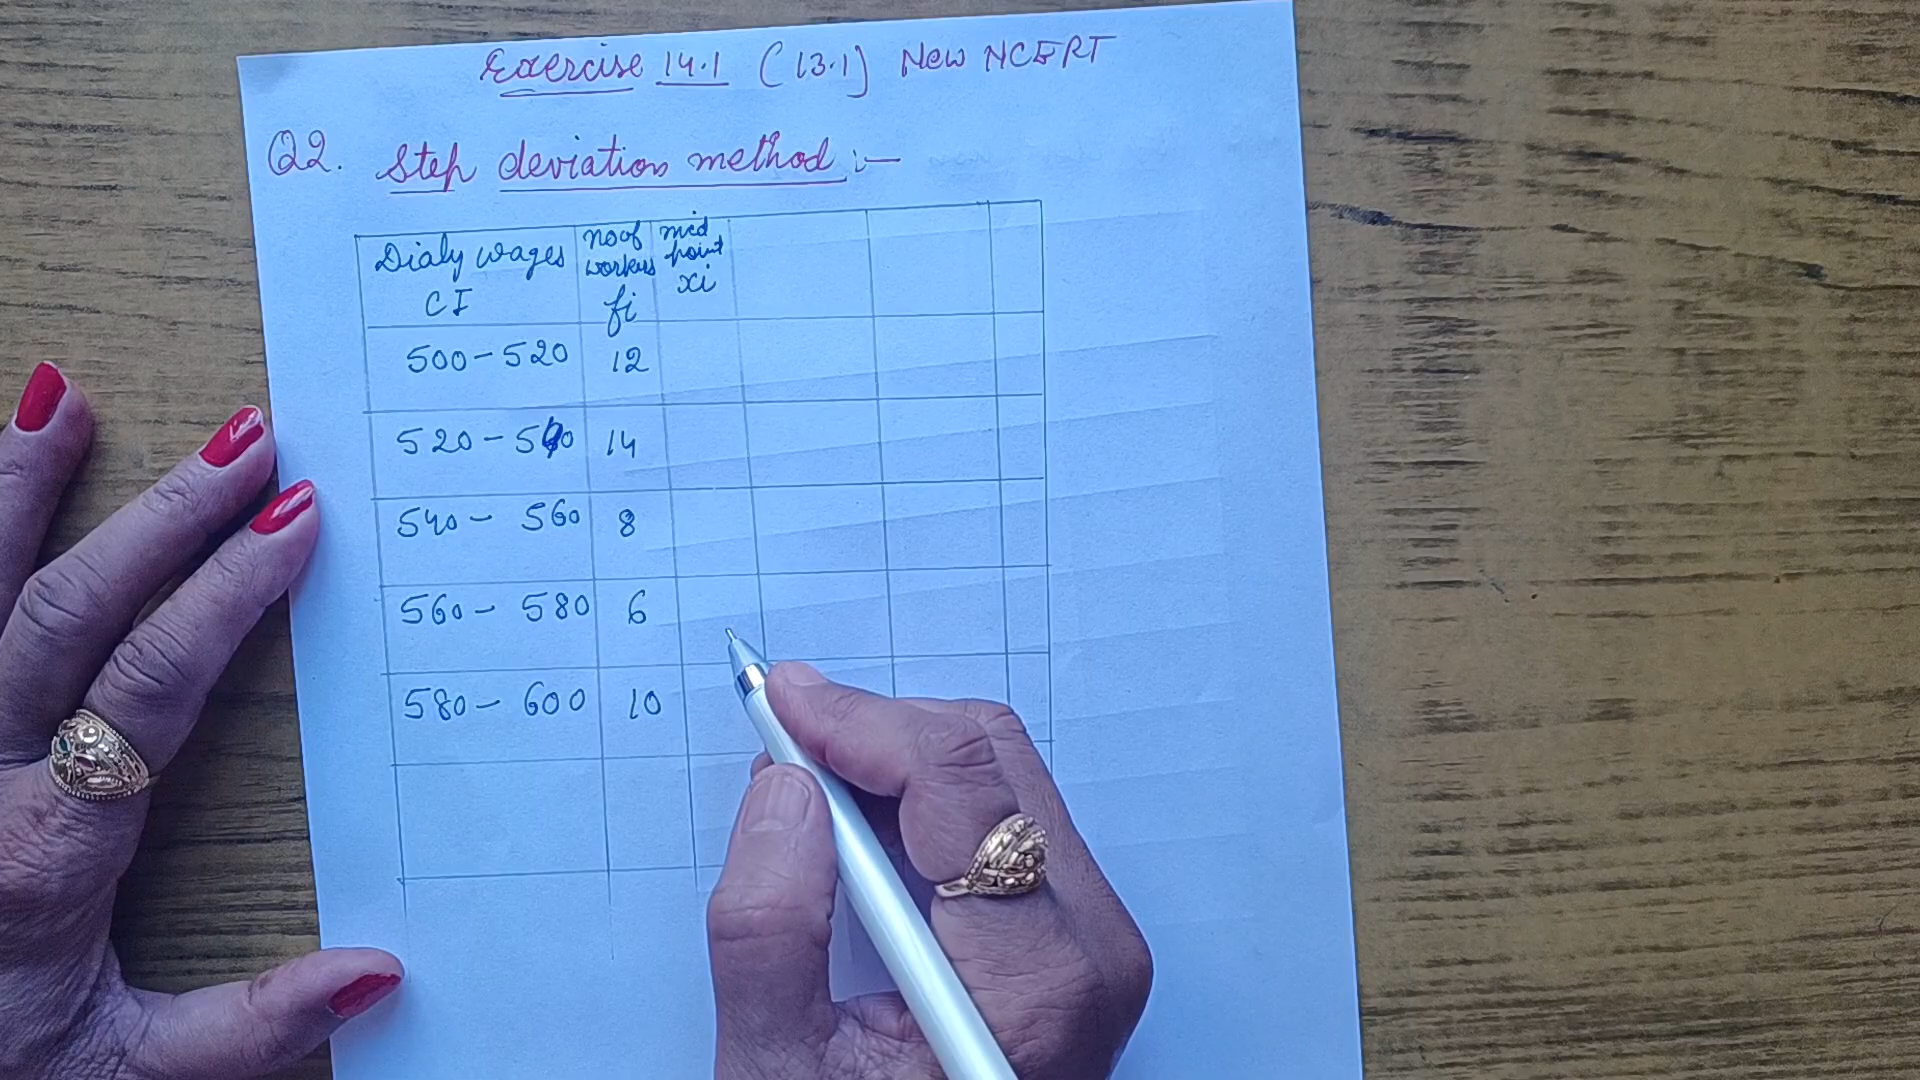 Exercise 14.1 (13.1) New NCERT
Q2. Step deviation method :-
Dialy wages CI
no of workers fi
mid point xi
500-520 12
520-540 14
540- 560 8
560- 580 6
580- 600 10